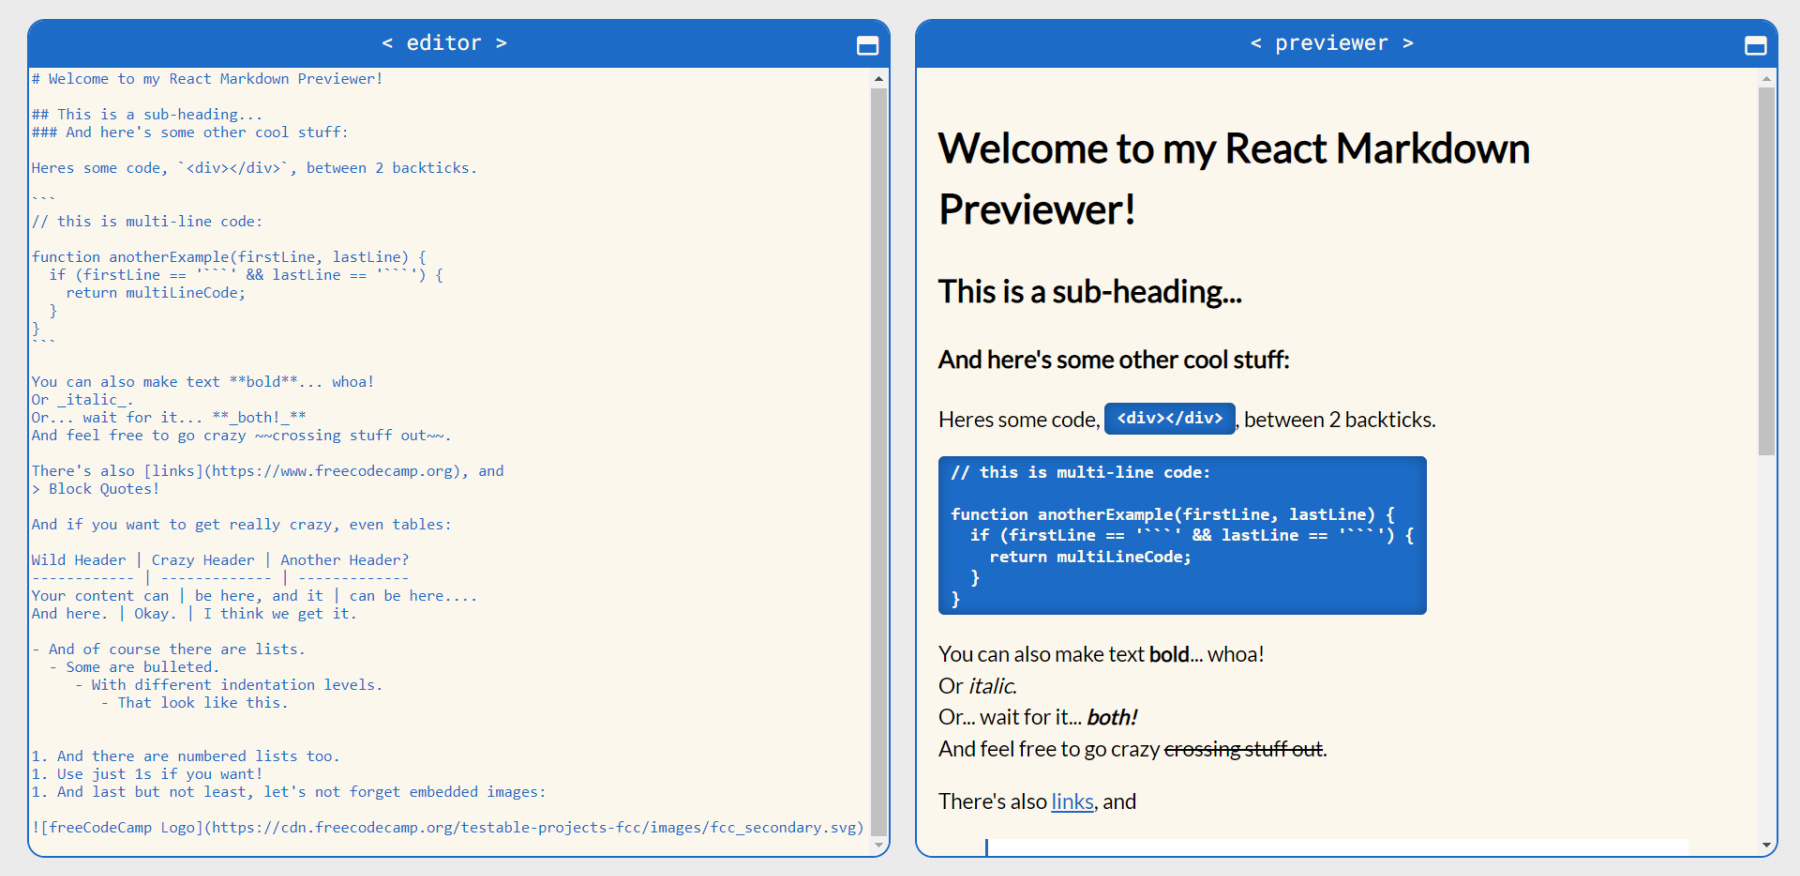 < editor >
# Welcome to my React Markdown Previewer!
## This is a sub-heading...
### And here's some other cool stuff:
Heres some code, `<div></div>`, between 2 backticks.
```
// this is multi-line code:
function anotherExample(firstLine, lastLine) {
  if (firstLine == '```' && lastLine == '```') {
    return multiLineCode;
  }
}
```
You can also make text **bold**... whoa!
Or _italic_.
Or... wait for it... **_both!_**
And feel free to go crazy ~~crossing stuff out~~.
There's also [links](https://www.freecodecamp.org), and
> Block Quotes!
And if you want to get really crazy, even tables:
Wild Header | Crazy Header | Another Header?
------------ | ------------- | -------------
Your content can | be here, and it | can be here....
And here. | Okay. | I think we get it.
- And of course there are lists.
  - Some are bulleted.
     - With different indentation levels.
        - That look like this.
1. And there are numbered lists too.
1. Use just 1s if you want!
1. And last but not least, let's not forget embedded images:
![freeCodeCamp Logo](https://cdn.freecodecamp.org/testable-projects-fcc/images/fcc_secondary.svg)
< previewer >
Welcome to my React Markdown
Previewer!
This is a sub-heading...
And here's some other cool stuff:
Heres some code, <div></div>, between 2 backticks.
// this is multi-line code:
function anotherExample(firstLine, lastLine) {
  if (firstLine == '```' && lastLine == '```') {
    return multiLineCode;
  }
}
You can also make text bold... whoa!
Or italic.
Or... wait for it... both!
And feel free to go crazy crossing stuff out.
There's also links, and